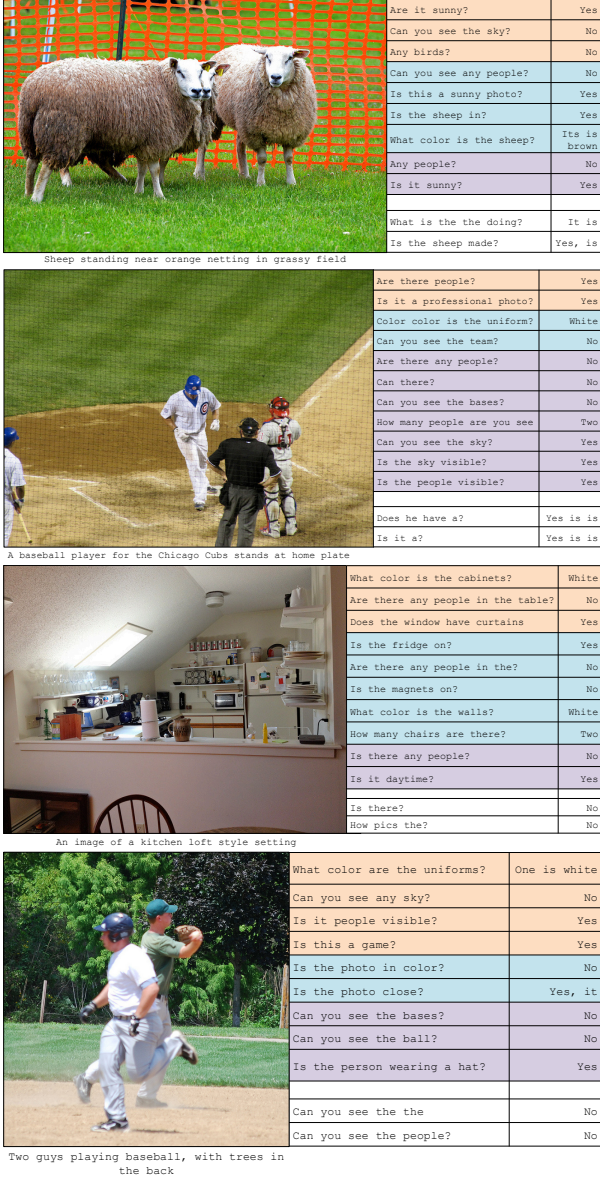 Are it sunny? Yes
Can you see the sky? No
Any birds? No
Can you see any people? No
Is this a sunny photo? Yes
Is the sheep in? Yes
What color is the sheep? Its is brown
Any people? No
Is it sunny? Yes
What is the the doing? It is
Is the sheep made? Yes, is
Sheep standing near orange netting in grassy field
Are there people? Yes
Is it a professional photo? Yes
Color color is the uniform? White
Can you see the team? No
Are there any people? No
Can there? No
Can you see the bases? No
How many people are you see Two
Can you see the sky? Yes
Is the sky visible? Yes
Is the people visible? Yes
Does he have a? Yes is is
Is it a? Yes is is
A baseball player for the Chicago Cubs stands at home plate
What color is the cabinets? White
Are there any people in the table? No
Does the window have curtains No
Is the fridge on? Yes
Are there any people in the? No
Is the magnets on? No
What color is the walls? White
How many chairs are there? Two
Is there any people? No
Is it daytime? Yes
Is there? No
How pics the? No
An image of a kitchen loft style setting
What color are the uniforms? One is white
Can you see any sky? No
Is it people visible? Yes
Is this a game? Yes
Is the photo in color? No
Is the photo close? Yes, it
Can you see the bases? No
Can you see the ball? No
Is the person wearing a hat? Yes
Can you see the the No
Can you see the people? No
Two guys playing baseball, with trees in
the back